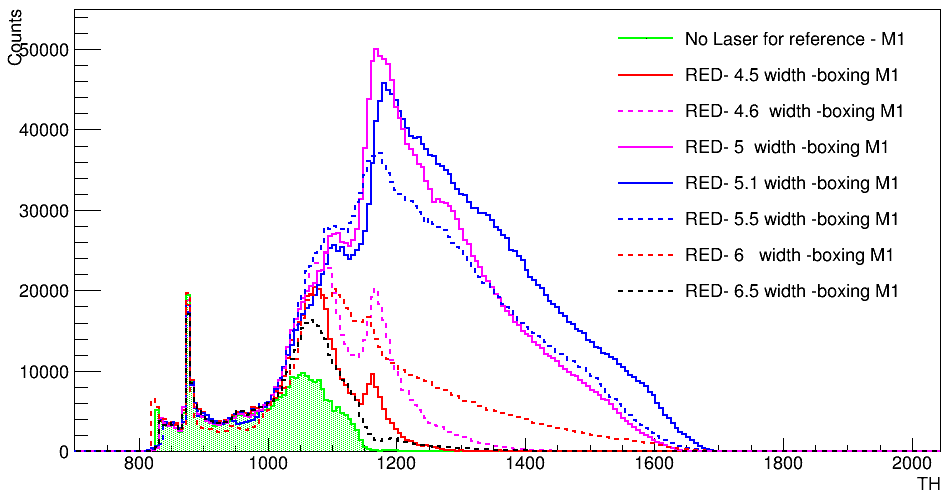 Counts
50000
40000
30000
20000
10000
0
800
1000
1200
1400
1600
1800
2000
TH
No Laser for reference - M1
RED- 4.5 width -boxing M1
RED- 4.6  width -boxing M1
RED- 5  width -boxing M1
RED- 5.1 width -boxing M1
RED- 5.5 width -boxing M1
RED- 6   width -boxing M1
RED- 6.5 width -boxing M1